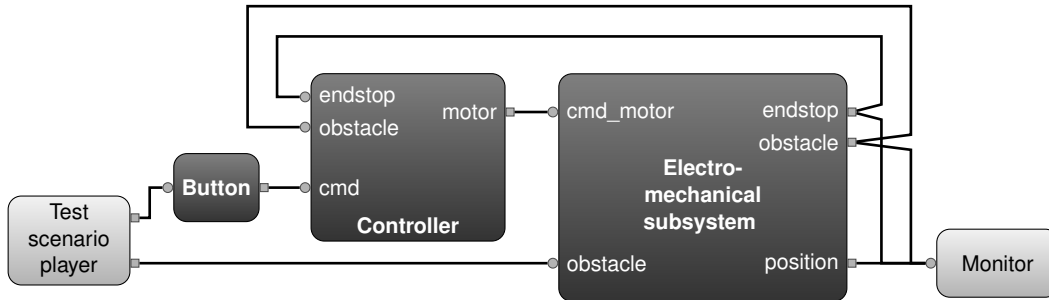 endstop
obstacle
motor
cmd
Controller
cmd_motor
endstop
obstacle
Electro-
mechanical
subsystem
obstacle
position
Button
Test
scenario
player
Monitor